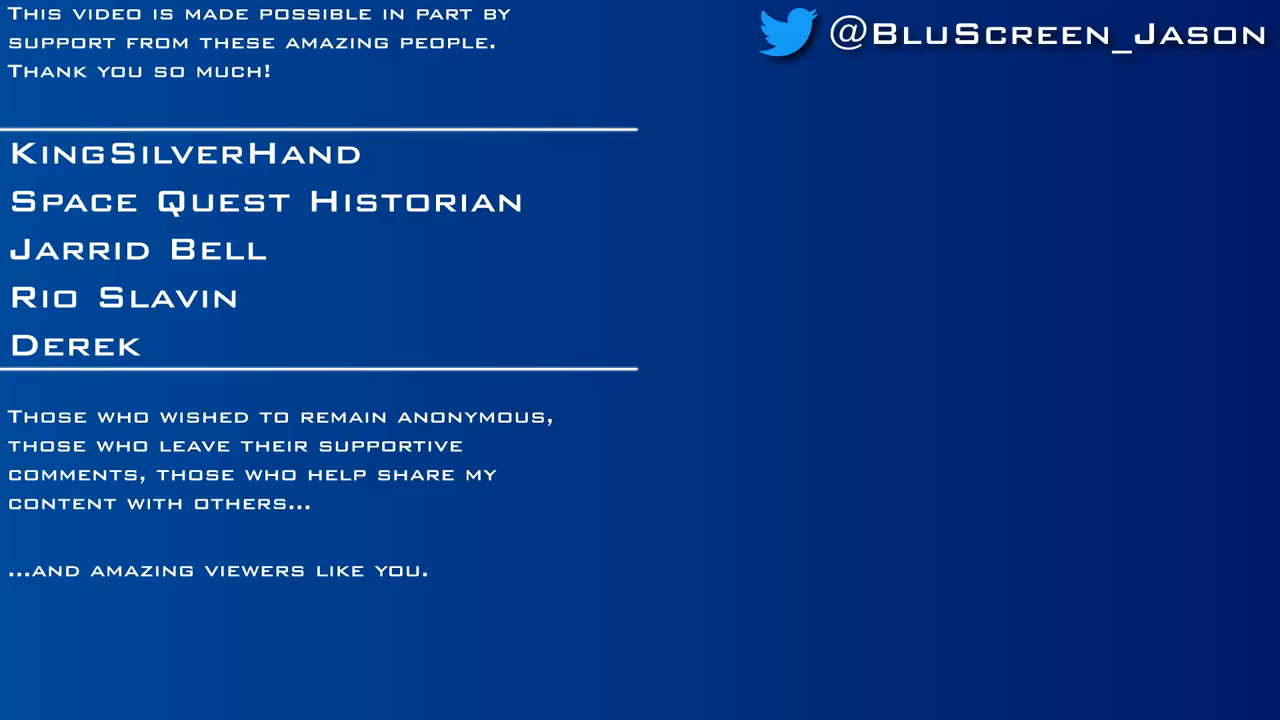 This video is made possible in part by
support from these amazing people.
Thank you so much!
@BluScreen_Jason
KingSilverHand
Space Quest Historian
Jarrid Bell
Rio Slavin
Derek
Those who wished to remain anonymous,
those who leave their supportive
comments, those who help share my
content with others...
...and amazing viewers like you.